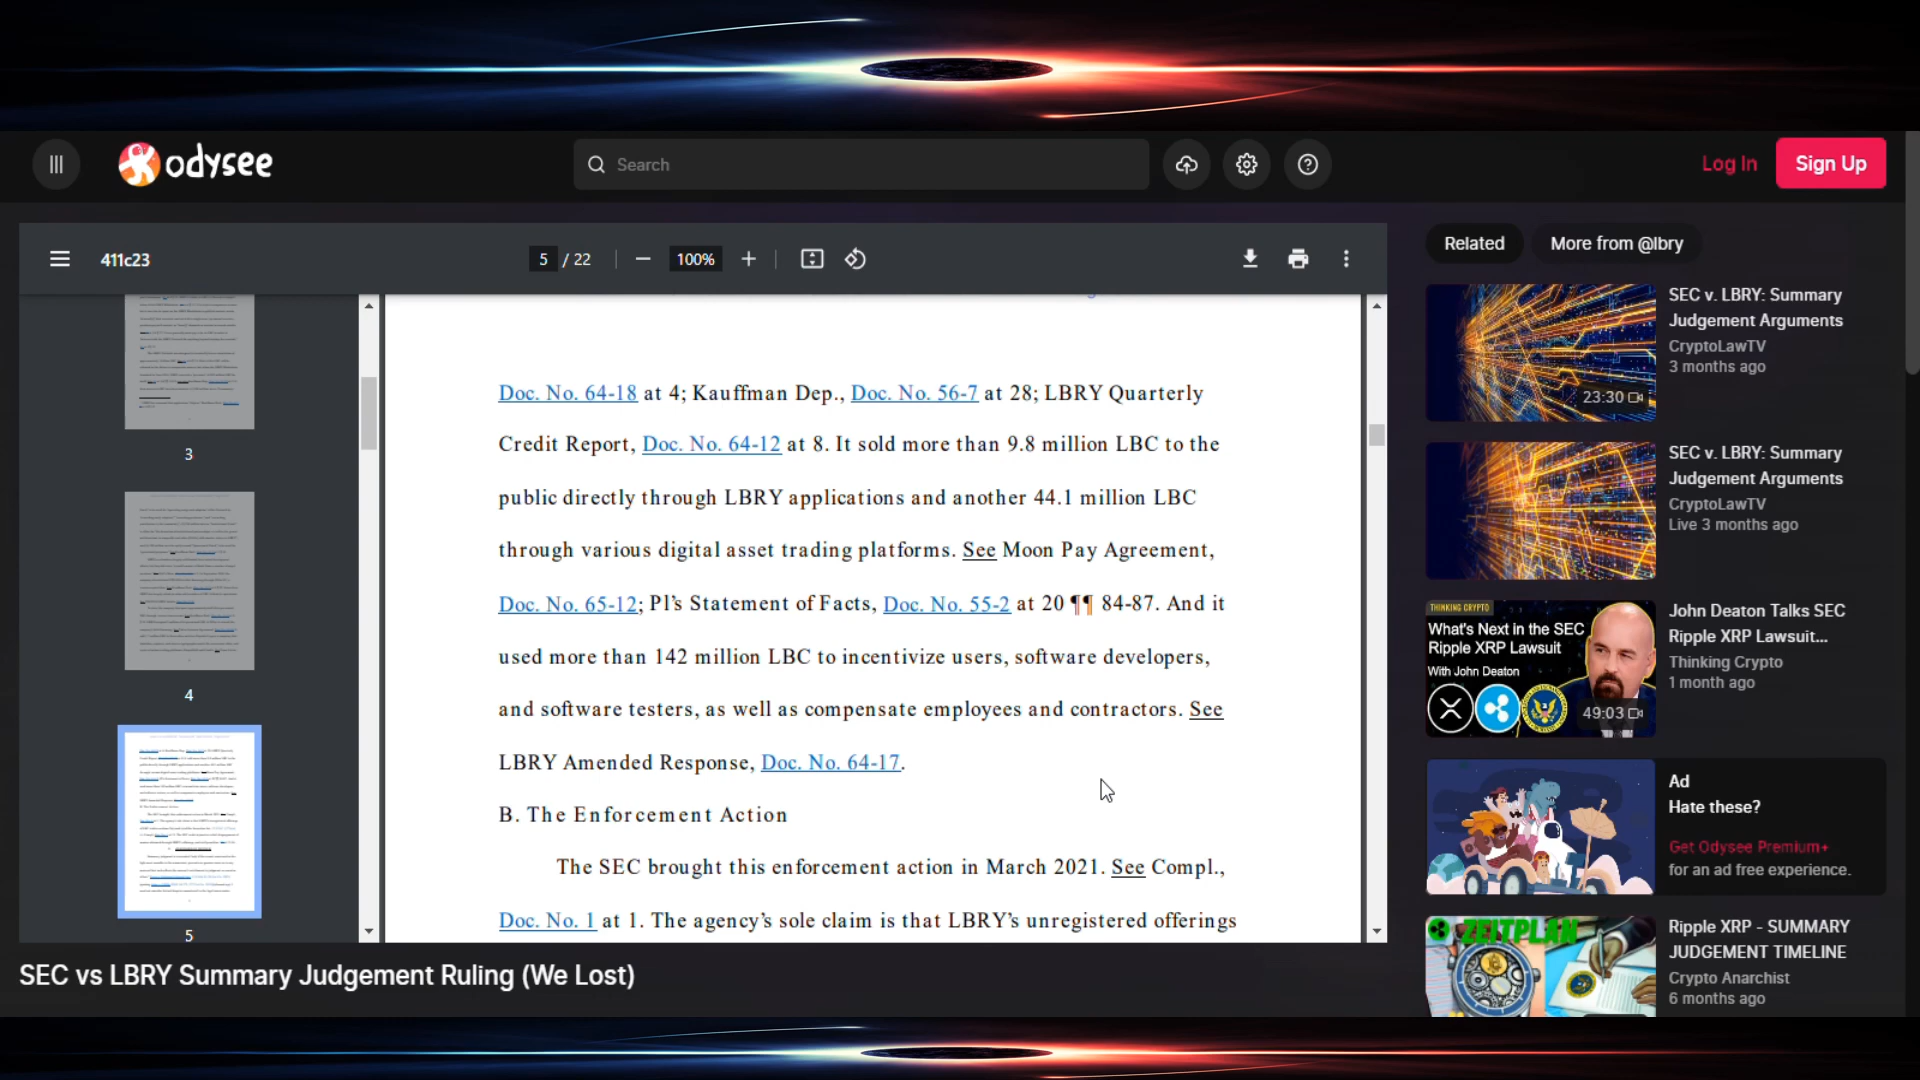 odysee
Search
Log In
Sign Up
411c23
5 / 22
100%
3
4
5
Doc. No. 64-18 at 4; Kauffman Dep., Doc. No. 56-7 at 28; LBRY Quarterly
Credit Report, Doc. No. 64-12 at 8. It sold more than 9.8 million LBC to the
public directly through LBRY applications and another 44.1 million LBC
through various digital asset trading platforms. See Moon Pay Agreement,
Doc. No. 65-12; Pl's Statement of Facts, Doc. No. 55-2 at 20 ¶¶ 84-87. And it
used more than 142 million LBC to incentivize users, software developers,
and software testers, as well as compensate employees and contractors. See
LBRY Amended Response, Doc. No. 64-17.
B. The Enforcement Action
The SEC brought this enforcement action in March 2021. See Compl.,
Doc. No. 1 at 1. The agency's sole claim is that LBRY's unregistered offerings
SEC vs LBRY Summary Judgement Ruling (We Lost)
Related
More from @lbry
SEC v. LBRY: Summary
Judgement Arguments
CryptoLawTV
3 months ago
23:30
SEC v. LBRY: Summary
Judgement Arguments
CryptoLawTV
Live 3 months ago
THINKING CRYPTO
What's Next in the SEC
Ripple XRP Lawsuit
With John Deaton
49:03
John Deaton Talks SEC
Ripple XRP Lawsuit...
Thinking Crypto
1 month ago
Ad
Hate these?
Get Odysee Premium+
for an ad free experience.
ZEITPLAN
Ripple XRP - SUMMARY
JUDGEMENT TIMELINE
Crypto Anarchist
6 months ago